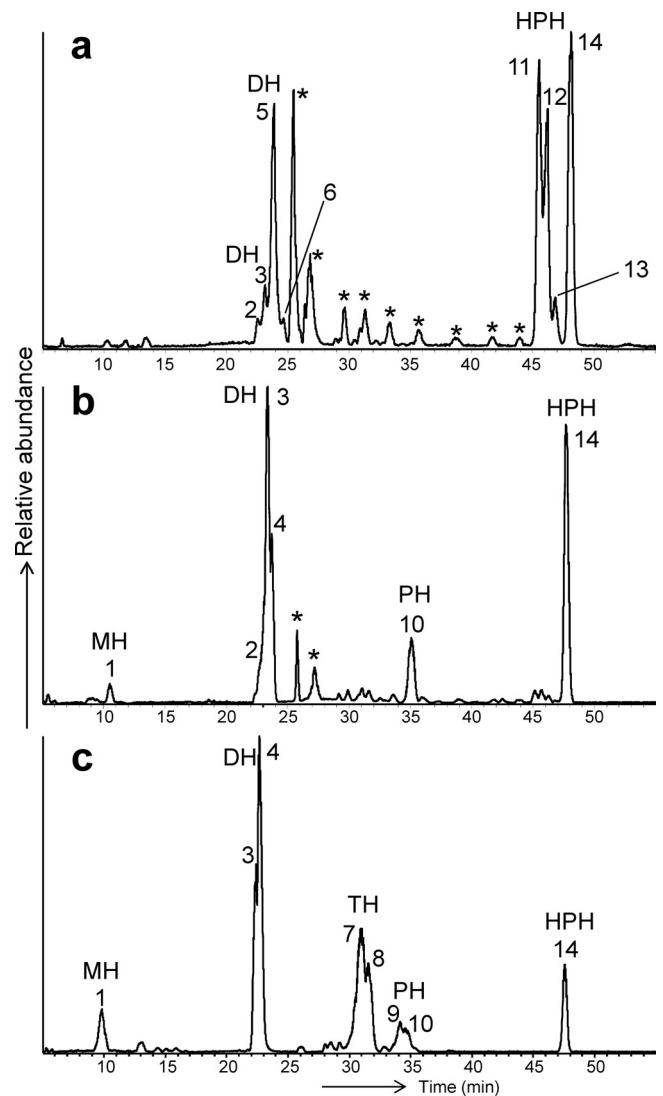 a
HPH
14
11
12
DH
5
*
6
DH
3
*
13
2
* * * * * * *
10 15 20 25 30 35 40 45 50
b
DH 3
HPH
14
4
PH
10
*
2
MH
1
*
10 15 20 25 30 35 40 45 50
c
DH 4
3
TH
7
8
HPH
14
MH
1
PH
9 10
10 15 20 25 30 35 40 45 50
Relative abundance
Time (min)